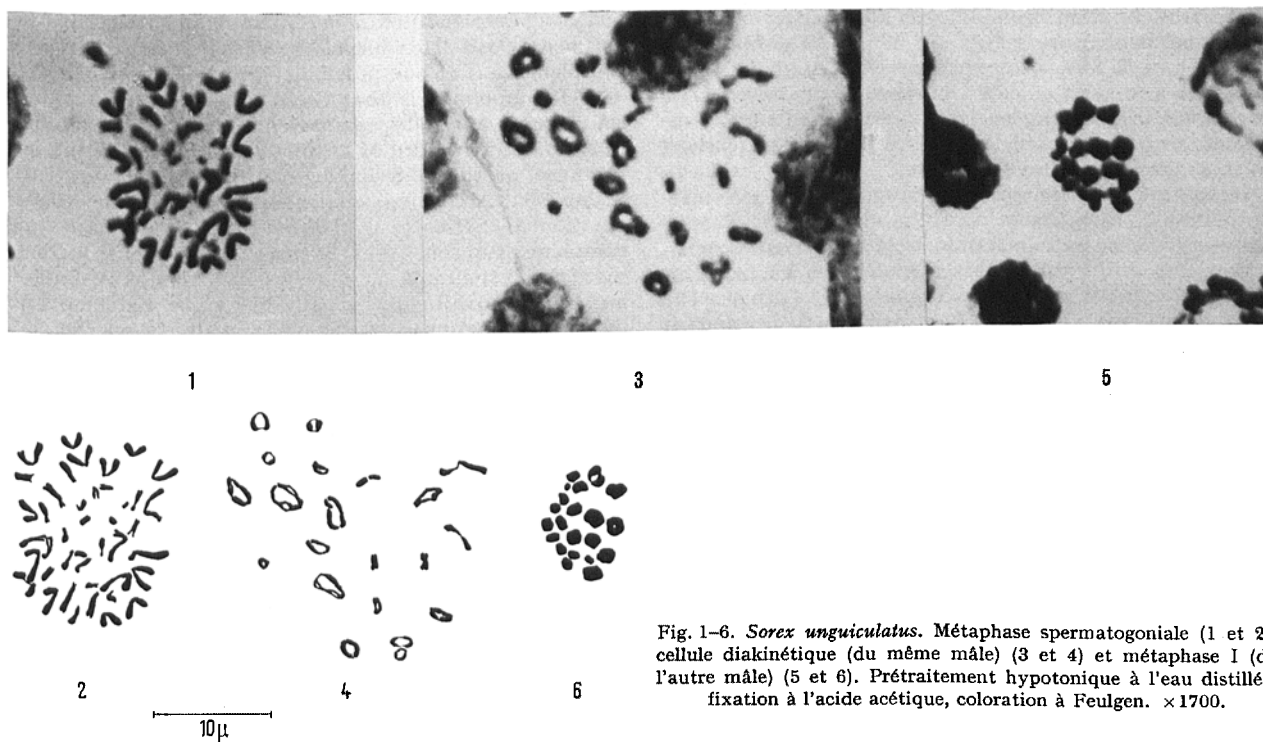 1
3
5
2
4
6
10μ
Fig. 1–6. Sorex unguiculatus. Métaphase spermatogoniale (1 et 2
cellule diakinétique (du même mâle) (3 et 4) et métaphase I (d
l'autre mâle) (5 et 6). Prétraitement hypotonique à l'eau distillé
fixation à l'acide acétique, coloration à Feulgen. ×1700.